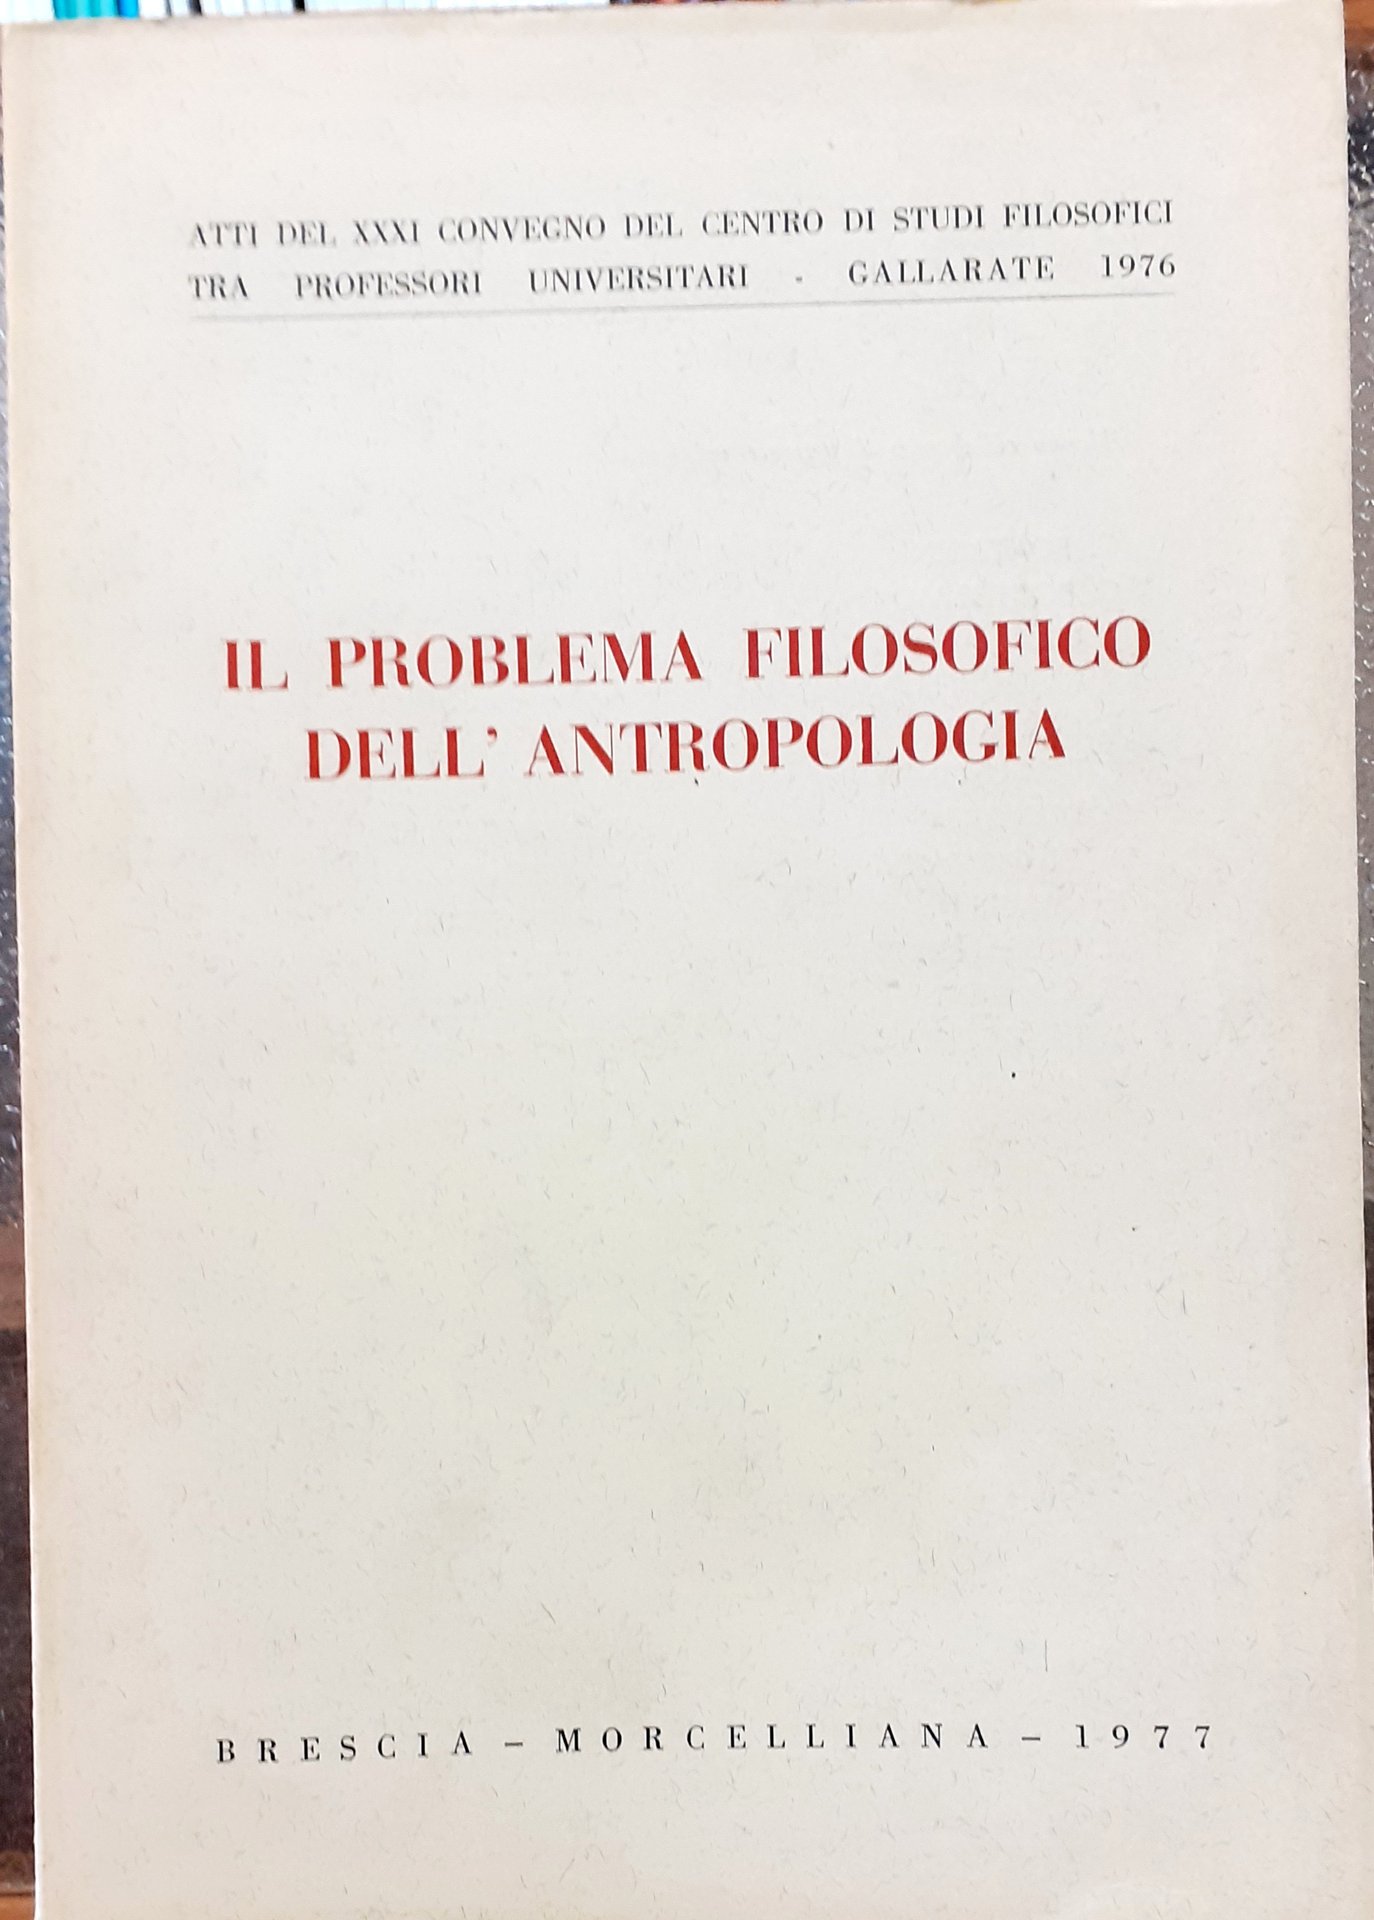 ATTI DEL XXXI CONVEGNO DEL CENTRO DI STUDI FILOSOFICI
TRA PROFESSORI UNIVERSITARI - GALLARATE 1976
IL PROBLEMA FILOSOFICO
DELL' ANTROPOLOGIA
BRESCIA – MORCELLIANA – 1977